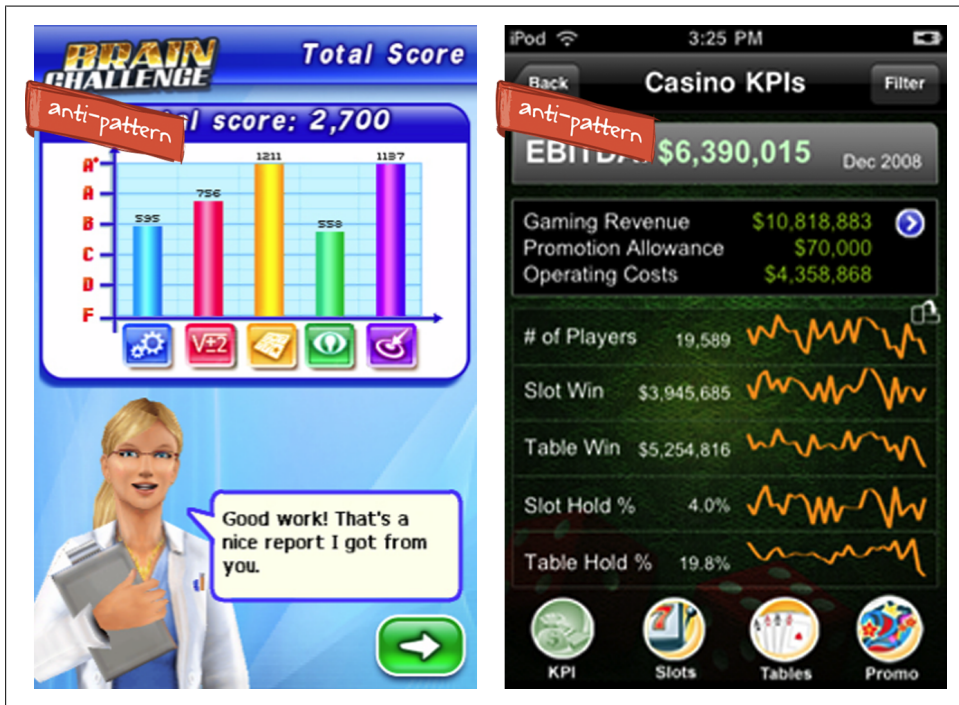 BRAIN
CHALLENGE
Total Score
anti-pattern
l score: 2,700
A+
A
B
C
D
F
595
756
1211
558
1197
V±2
Good work! That's a
nice report I got from
you.
iPod
3:25 PM
Back
Casino KPIs
Filter
anti-pattern
EBITDA $6,390,015 Dec 2008
Gaming Revenue $10,818,883
Promotion Allowance $70,000
Operating Costs $4,358,868
# of Players 19,589
Slot Win $3,945,685
Table Win $5,254,816
Slot Hold % 4.0%
Table Hold % 19.8%
KPI Slots Tables Promo